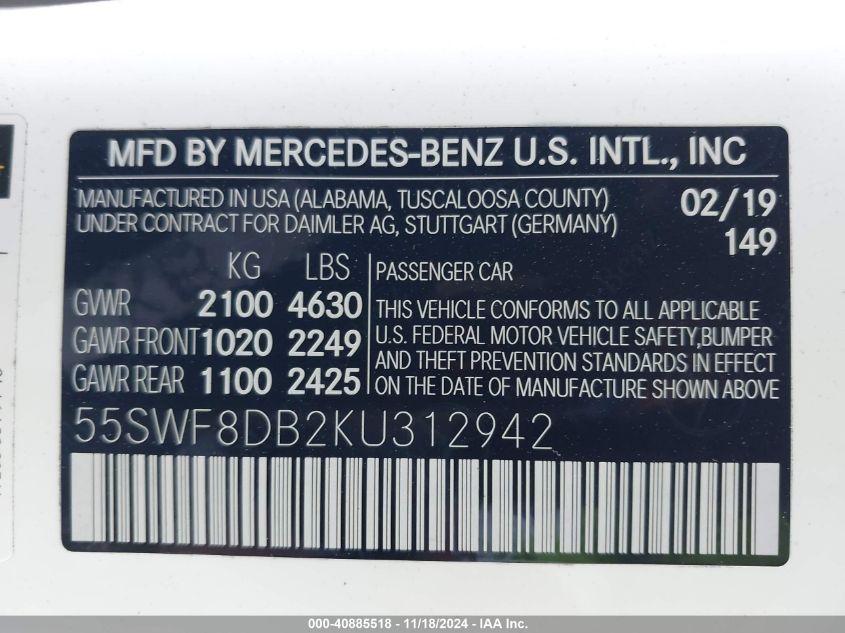 MFD BY MERCEDES-BENZ U.S. INTL., INC
MANUFACTURED IN USA (ALABAMA, TUSCALOOSA COUNTY)
UNDER CONTRACT FOR DAIMLER AG, STUTTGART (GERMANY)
02/19
149
KG LBS
GVWR 2100 4630
GAWR FRONT 1020 2249
GAWR REAR 1100 2425
PASSENGER CAR
THIS VEHICLE CONFORMS TO ALL APPLICABLE
U.S. FEDERAL MOTOR VEHICLE SAFETY,BUMPER
AND THEFT PREVENTION STANDARDS IN EFFECT
ON THE DATE OF MANUFACTURE SHOWN ABOVE
55SWF8DB2KU312942
000-40885518 - 11/18/2024 - IAA Inc.